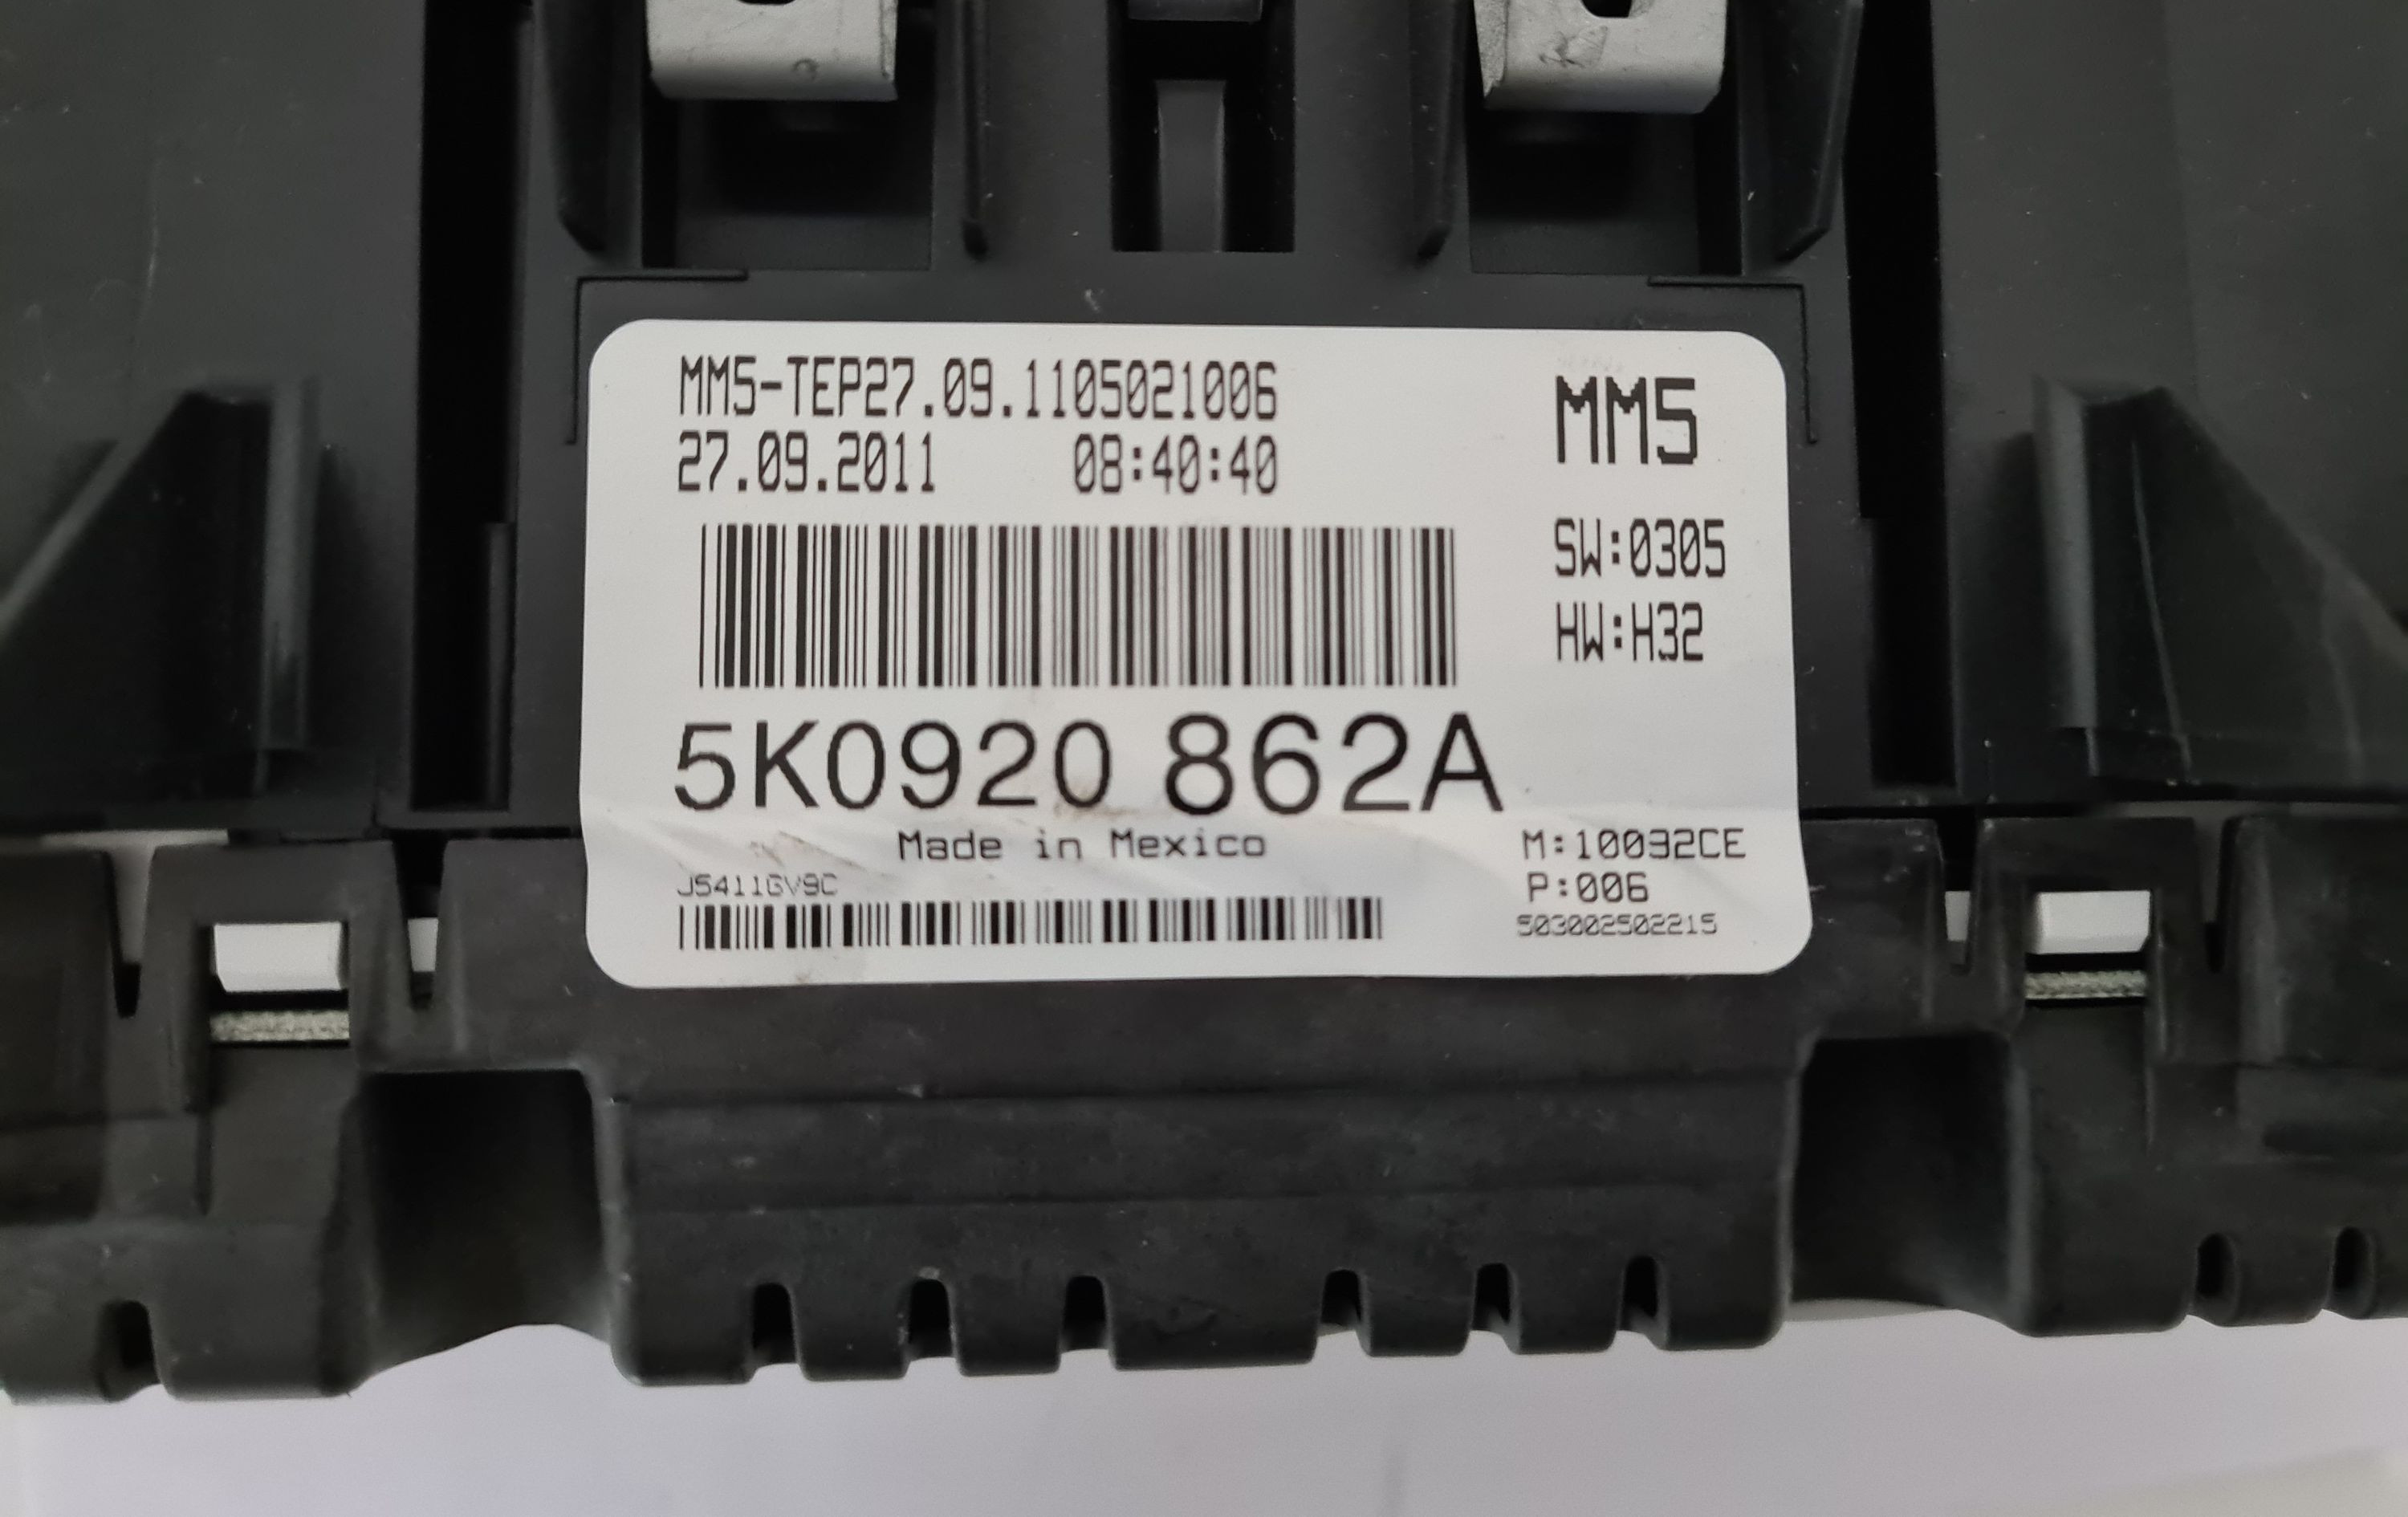 MM5-TEP27.09.1105021006
27.09.2011 08:40:40
MM5
SW:0305
HW:H32
5K0920 862A
Made in Mexico
J5411GV9C
M:10092CE
P:006
503002502215